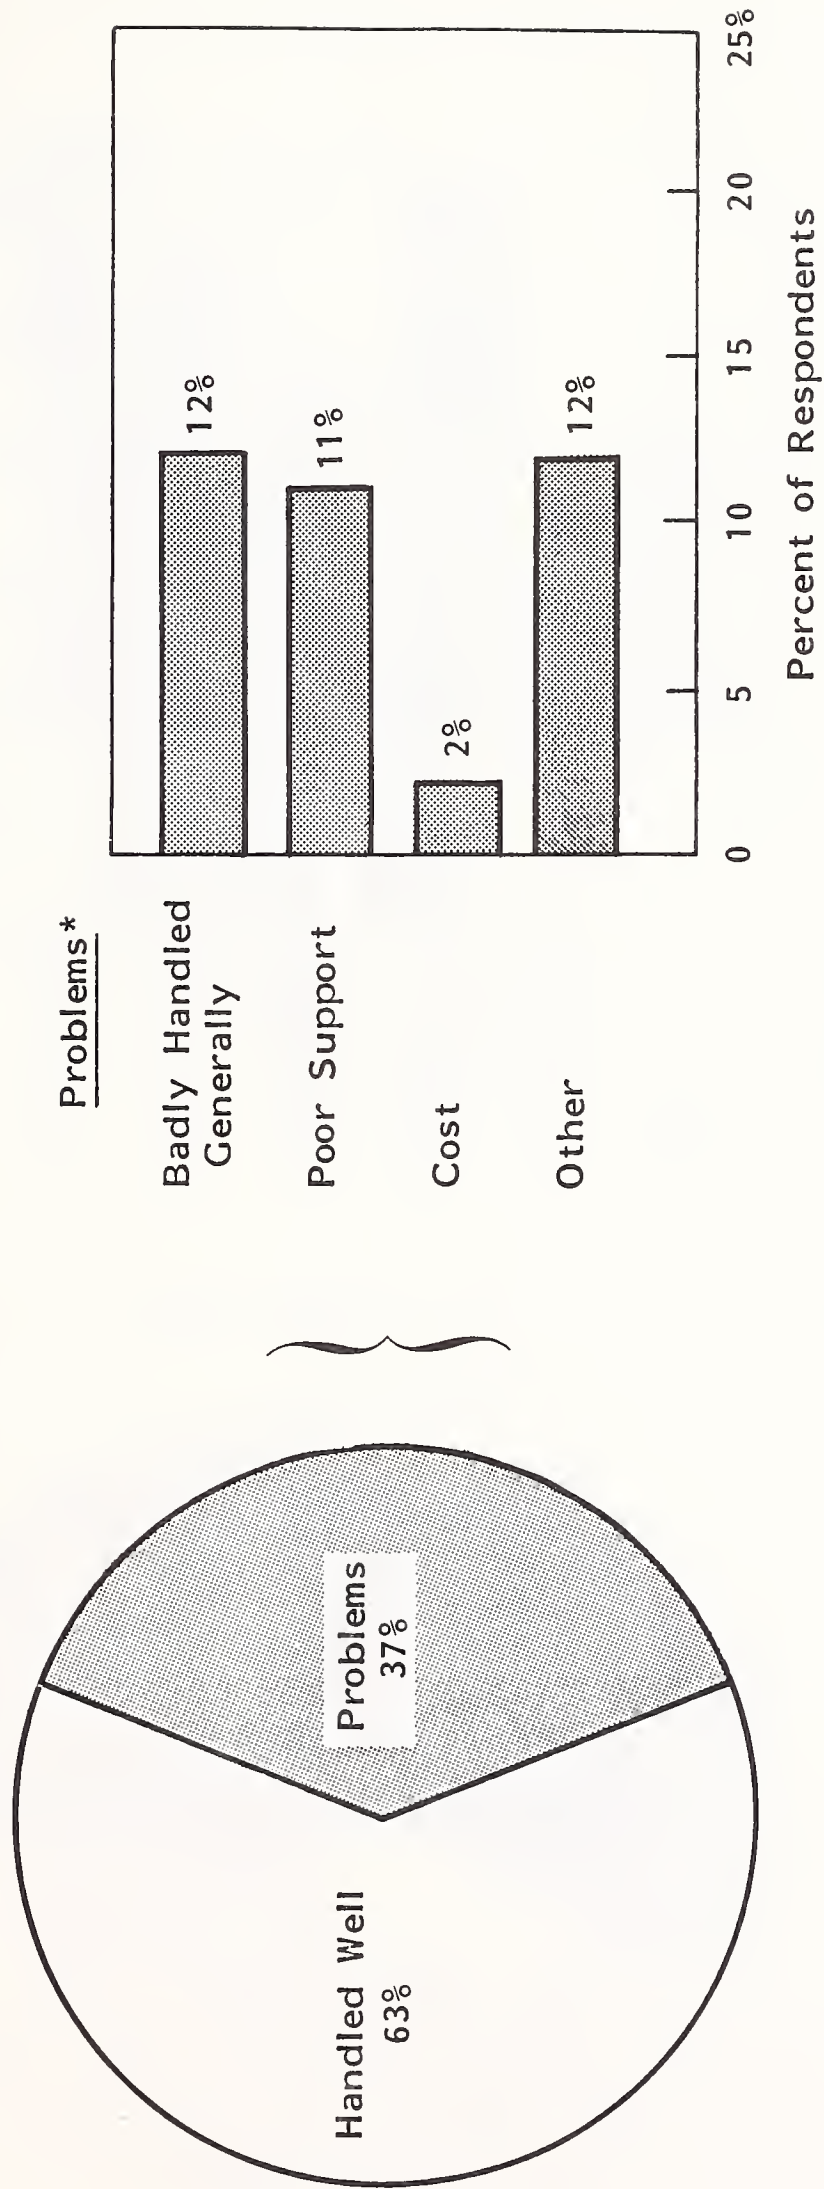 Handled Well
63%
Problems
37%
Problems*
Badly Handled
Generally
12%
Poor Support
11%
Cost
2%
Other
12%
0 5 10 15 20 25%
Percent of Respondents